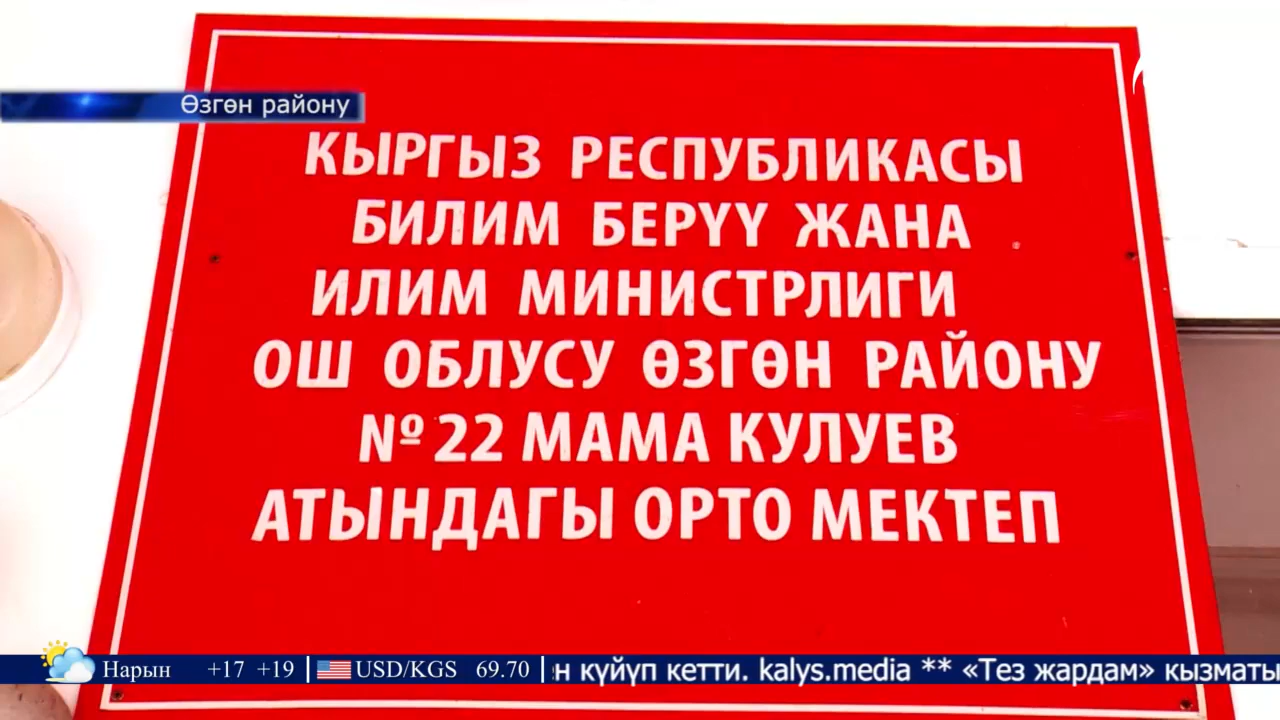 Өзгөн району
КЫРГЫЗ РЕСПУБЛИКАСЫ
БИЛИМ БЕРҮҮ ЖАНА
ИЛИМ МИНИСТРЛИГИ
ОШ ОБЛУСУ ӨЗГӨН РАЙОНУ
№ 22 МАМА КУЛУЕВ
АТЫНДАГЫ ОРТО МЕКТЕП
Нарын +17 +19 USD/KGS 69.70 күйүп кетти. kalys.media ** «Тез жардам» кызматы